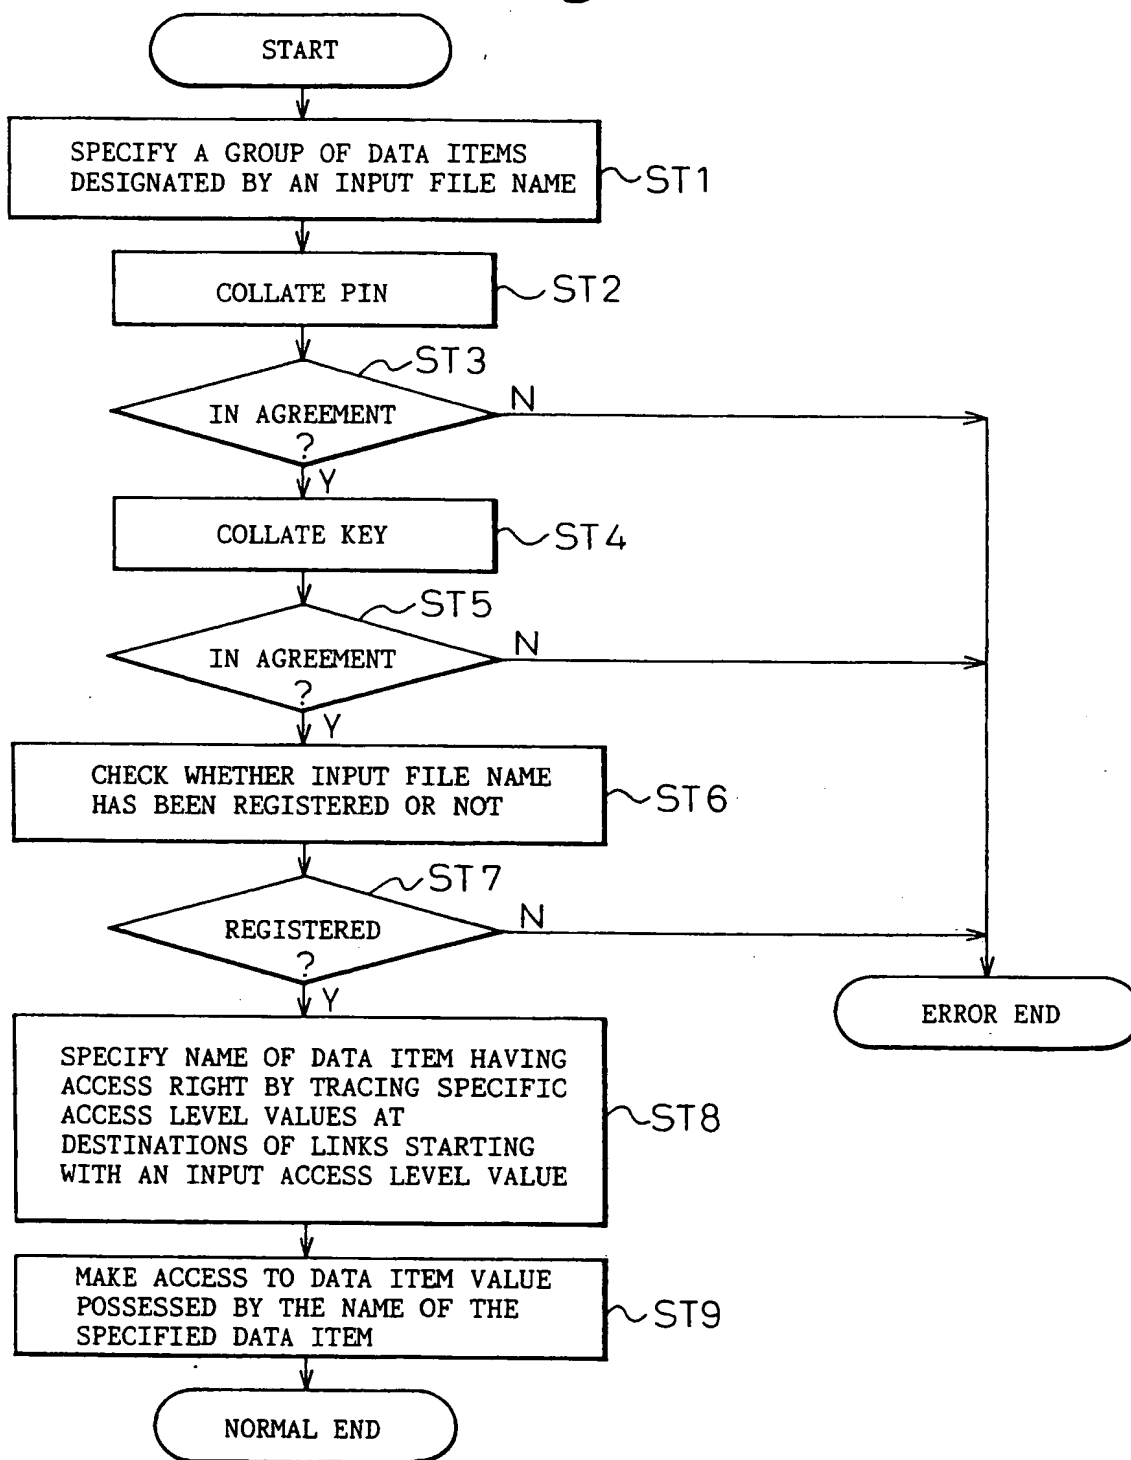 START
SPECIFY A GROUP OF DATA ITEMS
DESIGNATED BY AN INPUT FILE NAME
ST1
COLLATE PIN
ST2
ST3
IN AGREEMENT
?
N
Y
COLLATE KEY
ST4
ST5
IN AGREEMENT
?
N
Y
CHECK WHETHER INPUT FILE NAME
HAS BEEN REGISTERED OR NOT
ST6
ST7
REGISTERED
?
N
Y
ERROR END
SPECIFY NAME OF DATA ITEM HAVING
ACCESS RIGHT BY TRACING SPECIFIC
ACCESS LEVEL VALUES AT
DESTINATIONS OF LINKS STARTING
WITH AN INPUT ACCESS LEVEL VALUE
ST8
MAKE ACCESS TO DATA ITEM VALUE
POSSESSED BY THE NAME OF THE
SPECIFIED DATA ITEM
ST9
NORMAL END